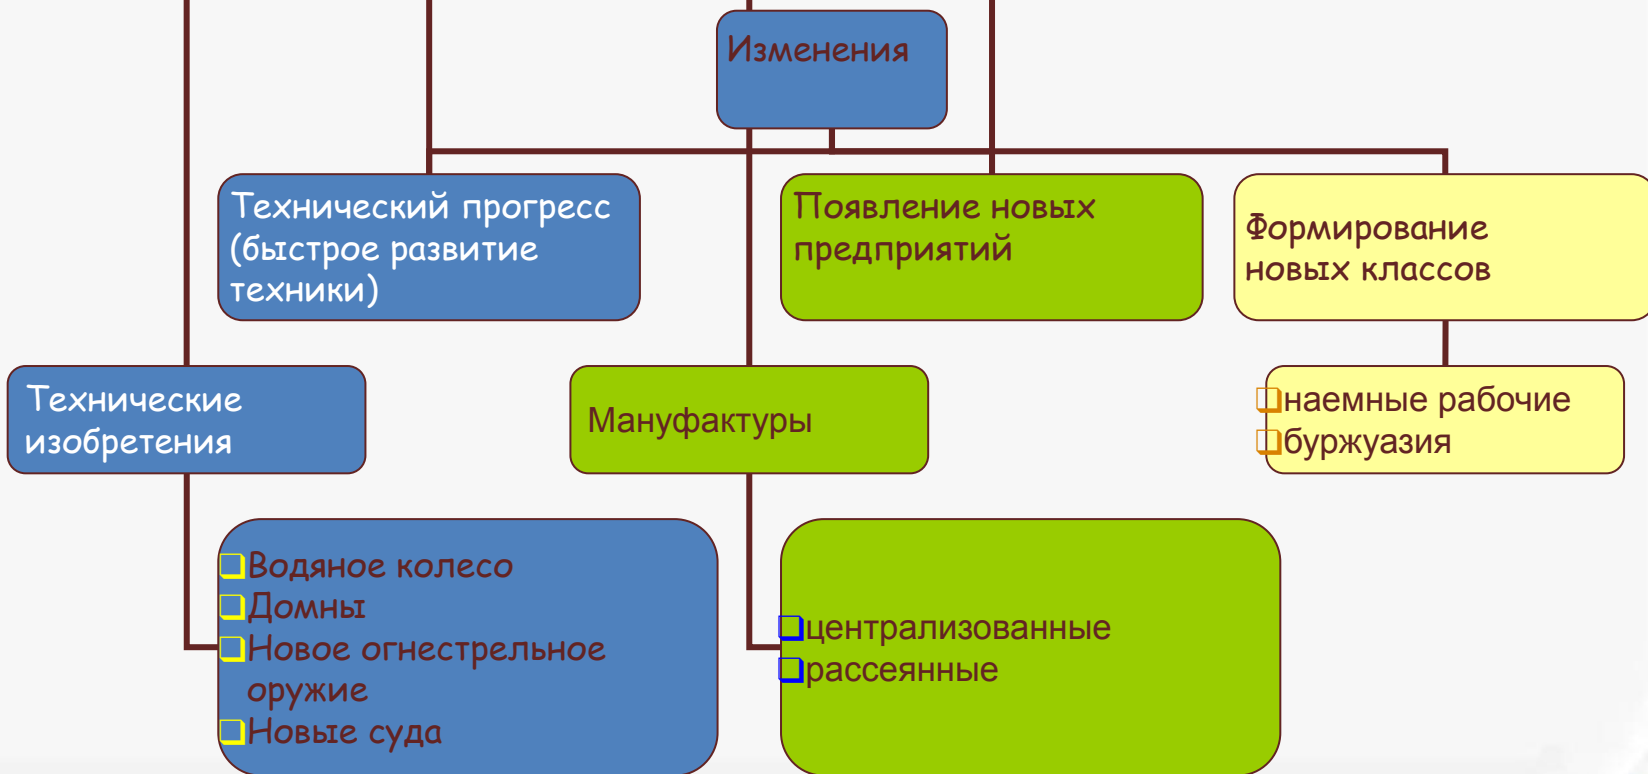 Изменения
Технический прогресс
(быстрое развитие
техники)
Появление новых
предприятий
Формирование
новых классов
Технические
изобретения
Мануфактуры
наемные рабочие
буржуазия
Водяное колесо
Домны
Новое огнестрельное
оружие
Новые суда
централизованные
рассеянные